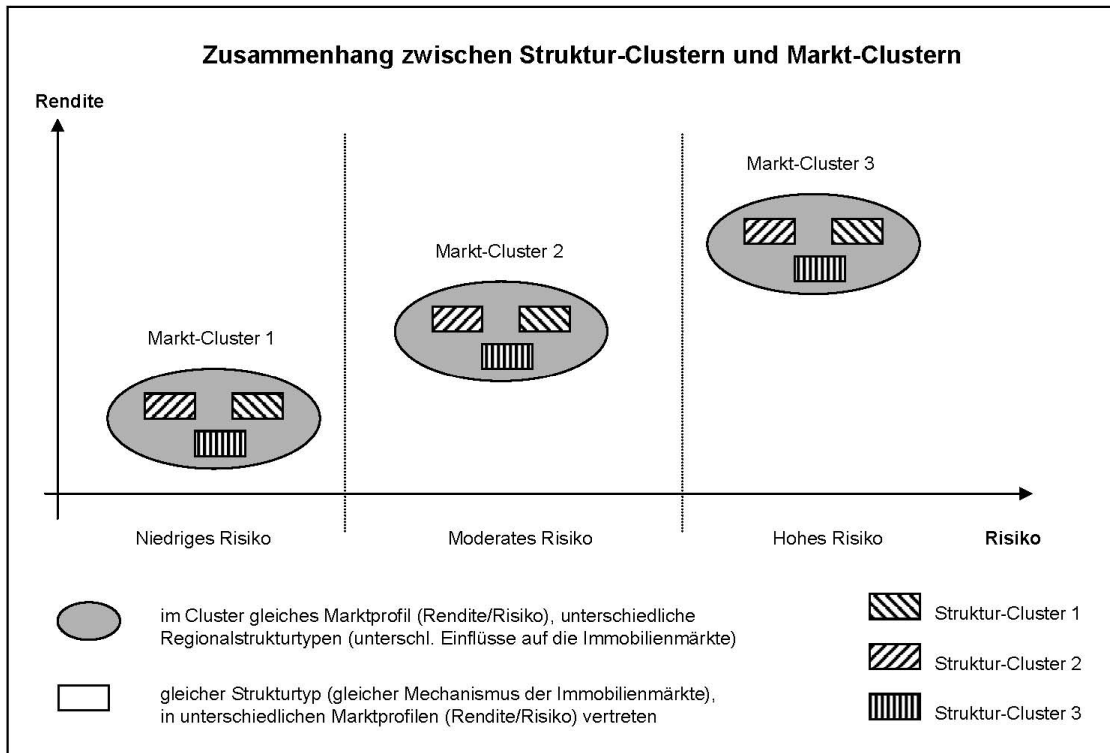 Zusammenhang zwischen Struktur-Clustern und Markt-Clustern
Rendite
Markt-Cluster 3
Markt-Cluster 2
Markt-Cluster 1
Niedriges Risiko
Moderates Risiko
Hohes Risiko
Risiko
im Cluster gleiches Marktprofil (Rendite/Risiko), unterschiedliche
Regionalstrukturtypen (unterschl. Einflüsse auf die Immobilienmärkte)
gleicher Strukturtyp (gleicher Mechanismus der Immobilienmärkte),
in unterschiedlichen Marktprofilen (Rendite/Risiko) vertreten
Struktur-Cluster 1
Struktur-Cluster 2
Struktur-Cluster 3